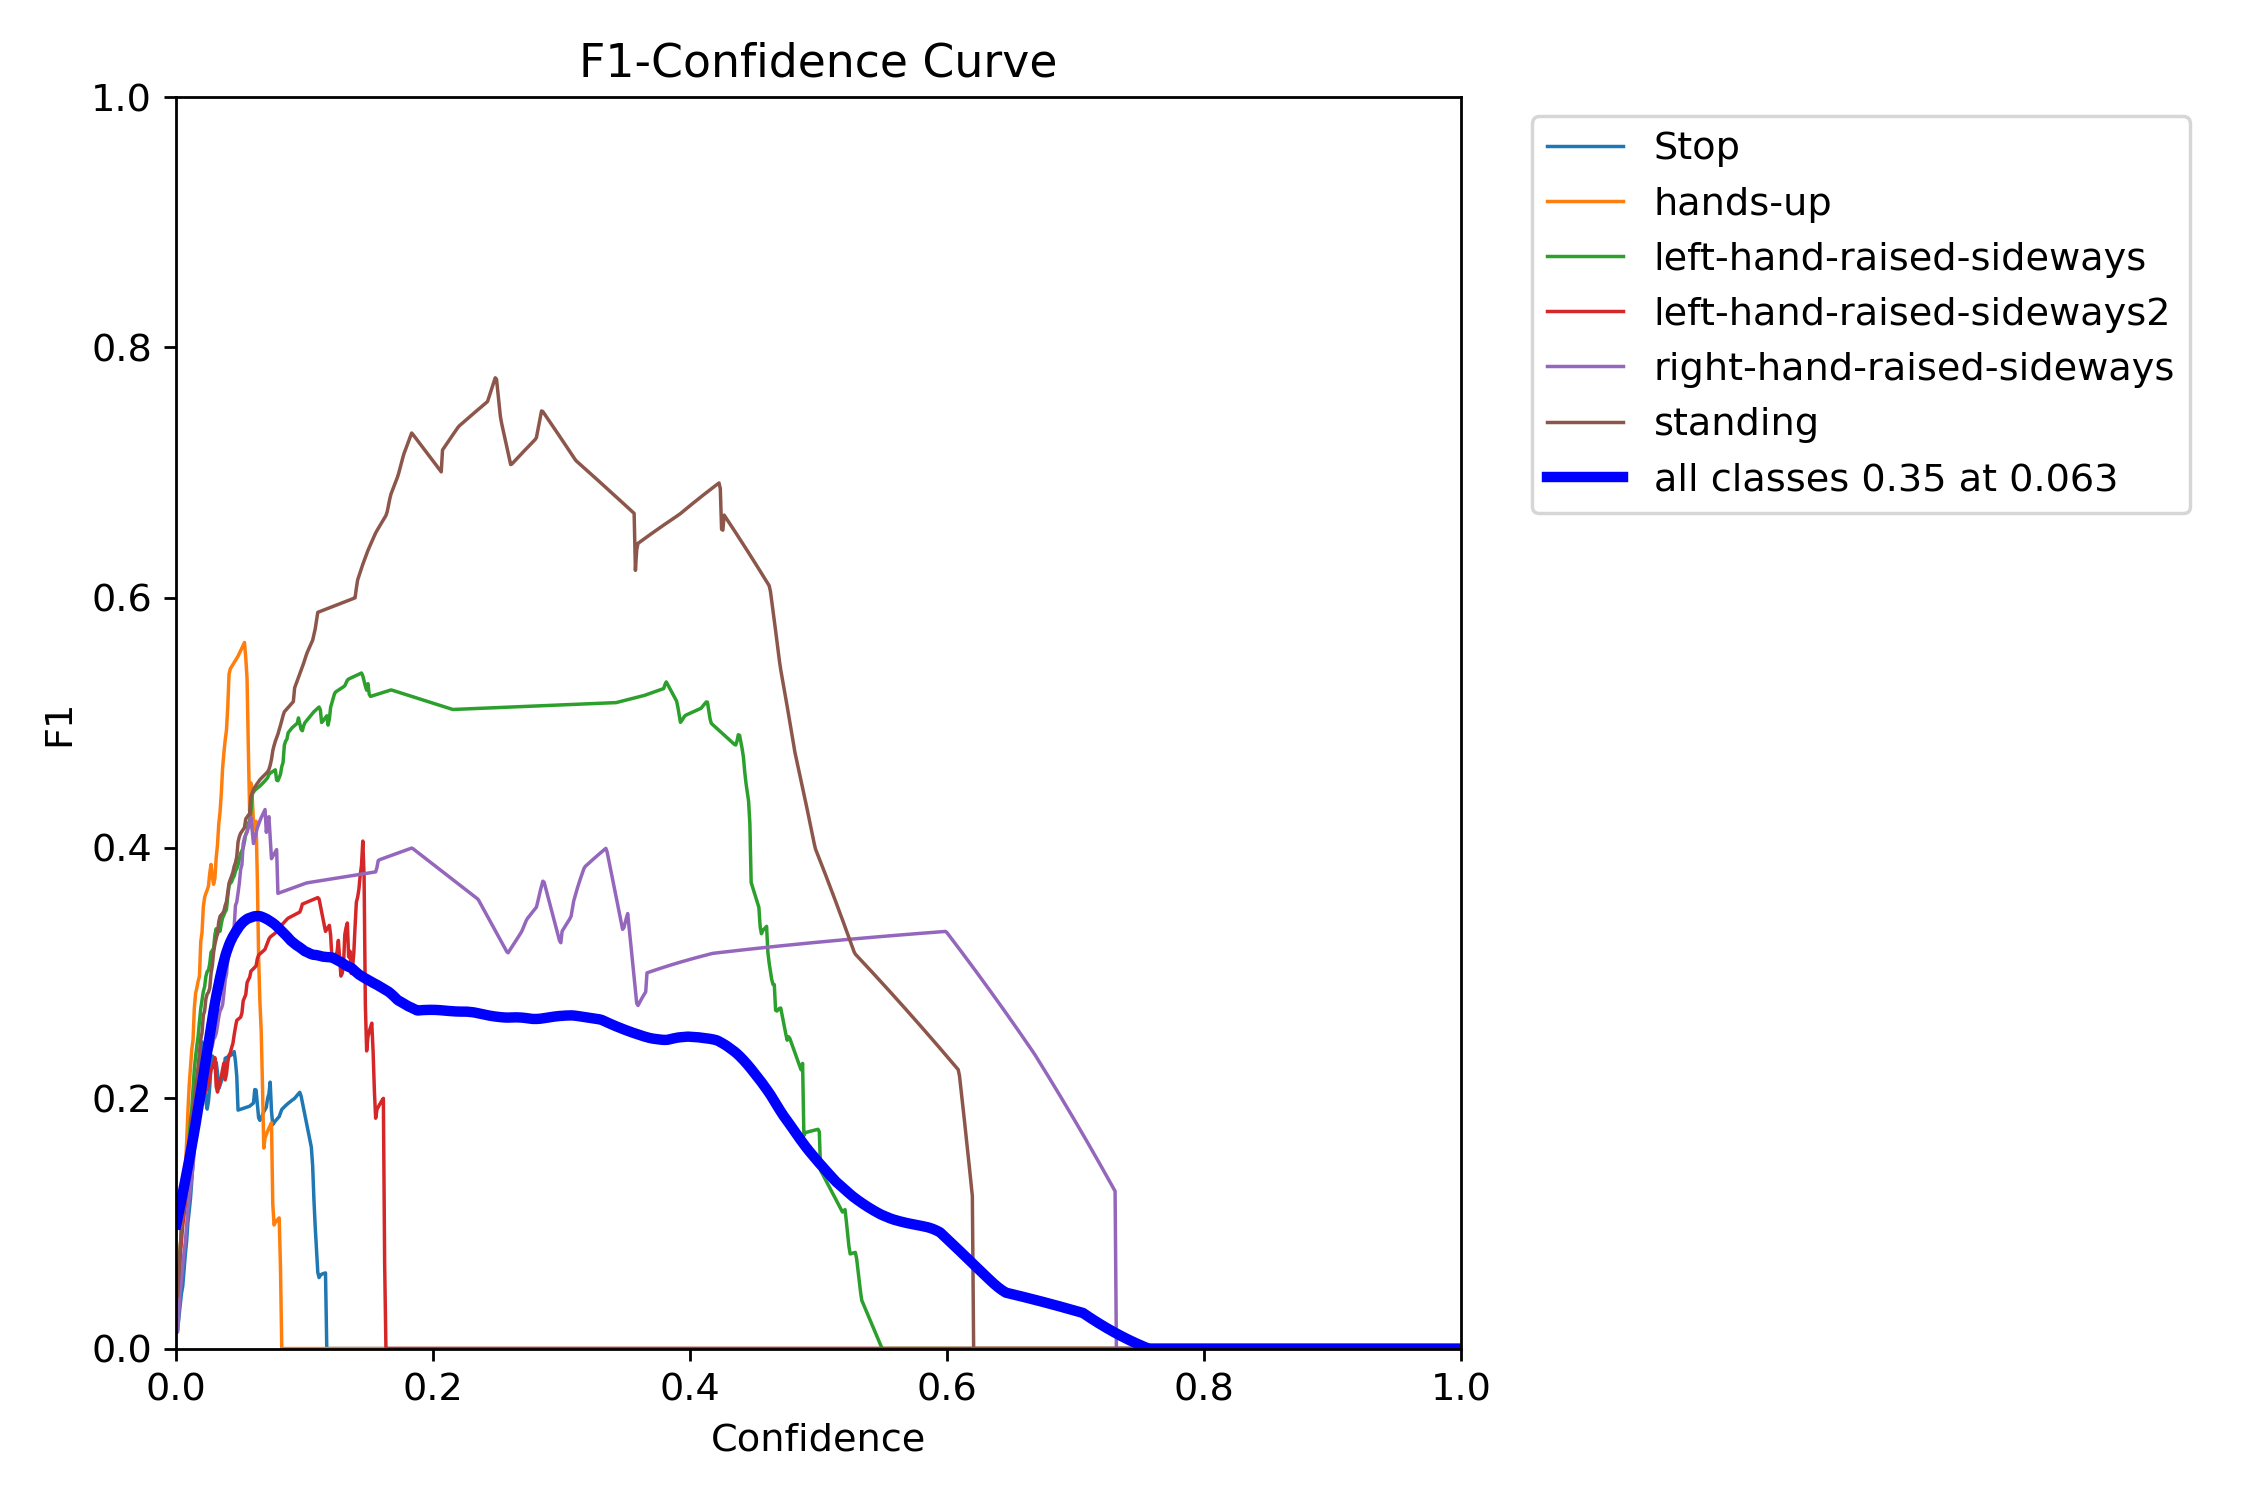 F1-Confidence Curve
1.0
0.8
0.6
0.4
0.2
0.0
F1
0.0 0.2 0.4 0.6 0.8 1.0
Confidence
Stop
hands-up
left-hand-raised-sideways
left-hand-raised-sideways2
right-hand-raised-sideways
standing
all classes 0.35 at 0.063